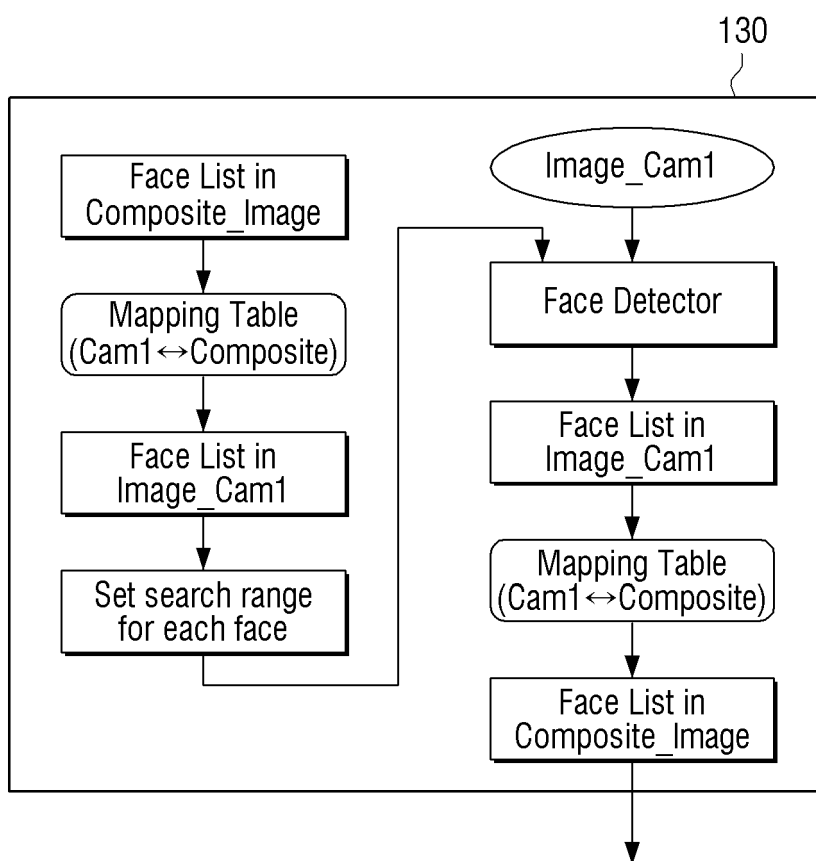 130
Face List in
Composite_Image
Mapping Table
(Cam1↔Composite)
Face List in
Image_Cam1
Set search range
for each face
Image_Cam1
Face Detector
Face List in
Image_Cam1
Mapping Table
(Cam1↔Composite)
Face List in
Composite_Image